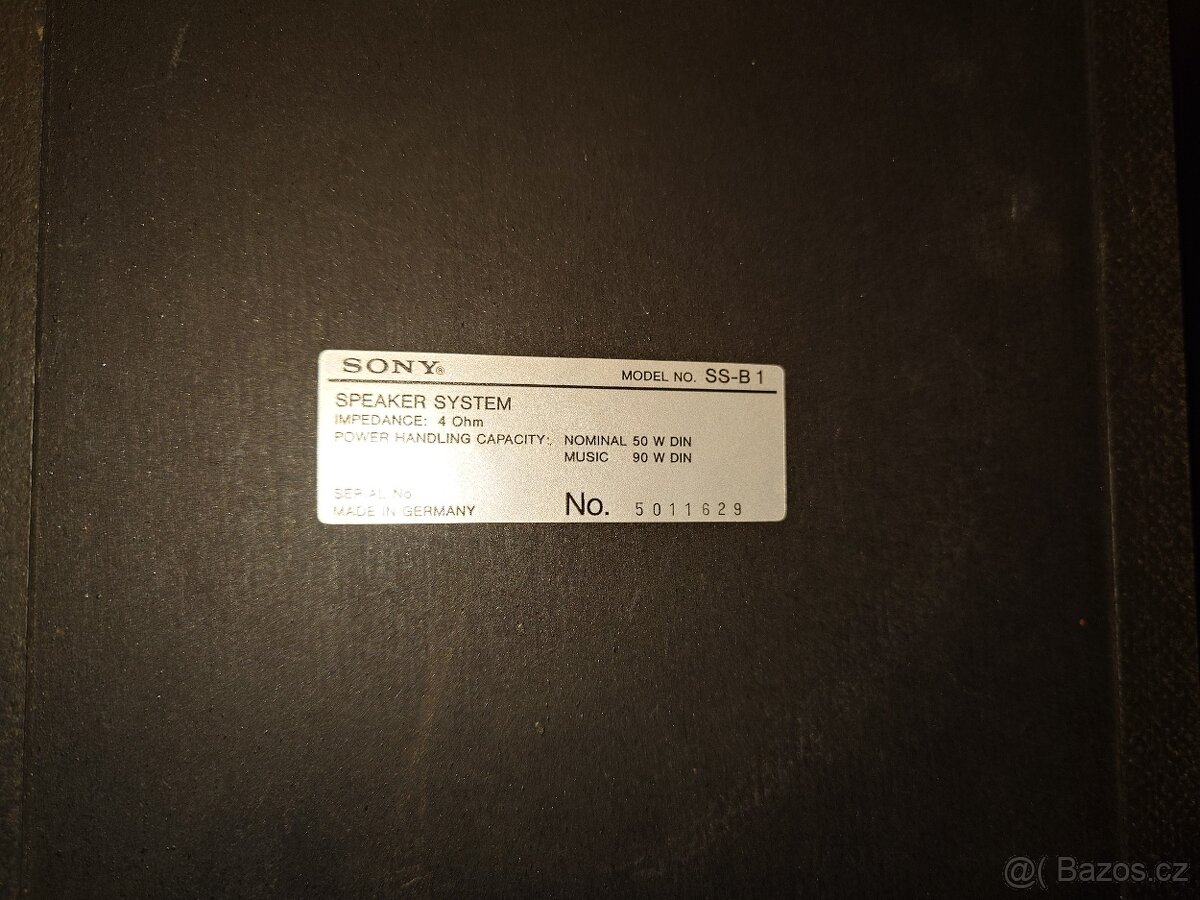 SONY®
MODEL NO. SS-B 1
SPEAKER SYSTEM
IMPEDANCE: 4 Ohm
POWER HANDLING CAPACITY: NOMINAL 50 W DIN
MUSIC 90 W DIN
SERIAL No.
MADE IN GERMANY
No. 5011629
@( Bazos.cz